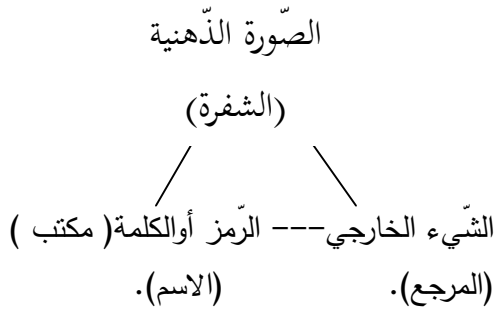 الصّورة الذّهنية
(الشفرة)
الشّيء الخارجي--- الرّمز أوالكلمة( مكتب )
(المرجع). (الاسم).